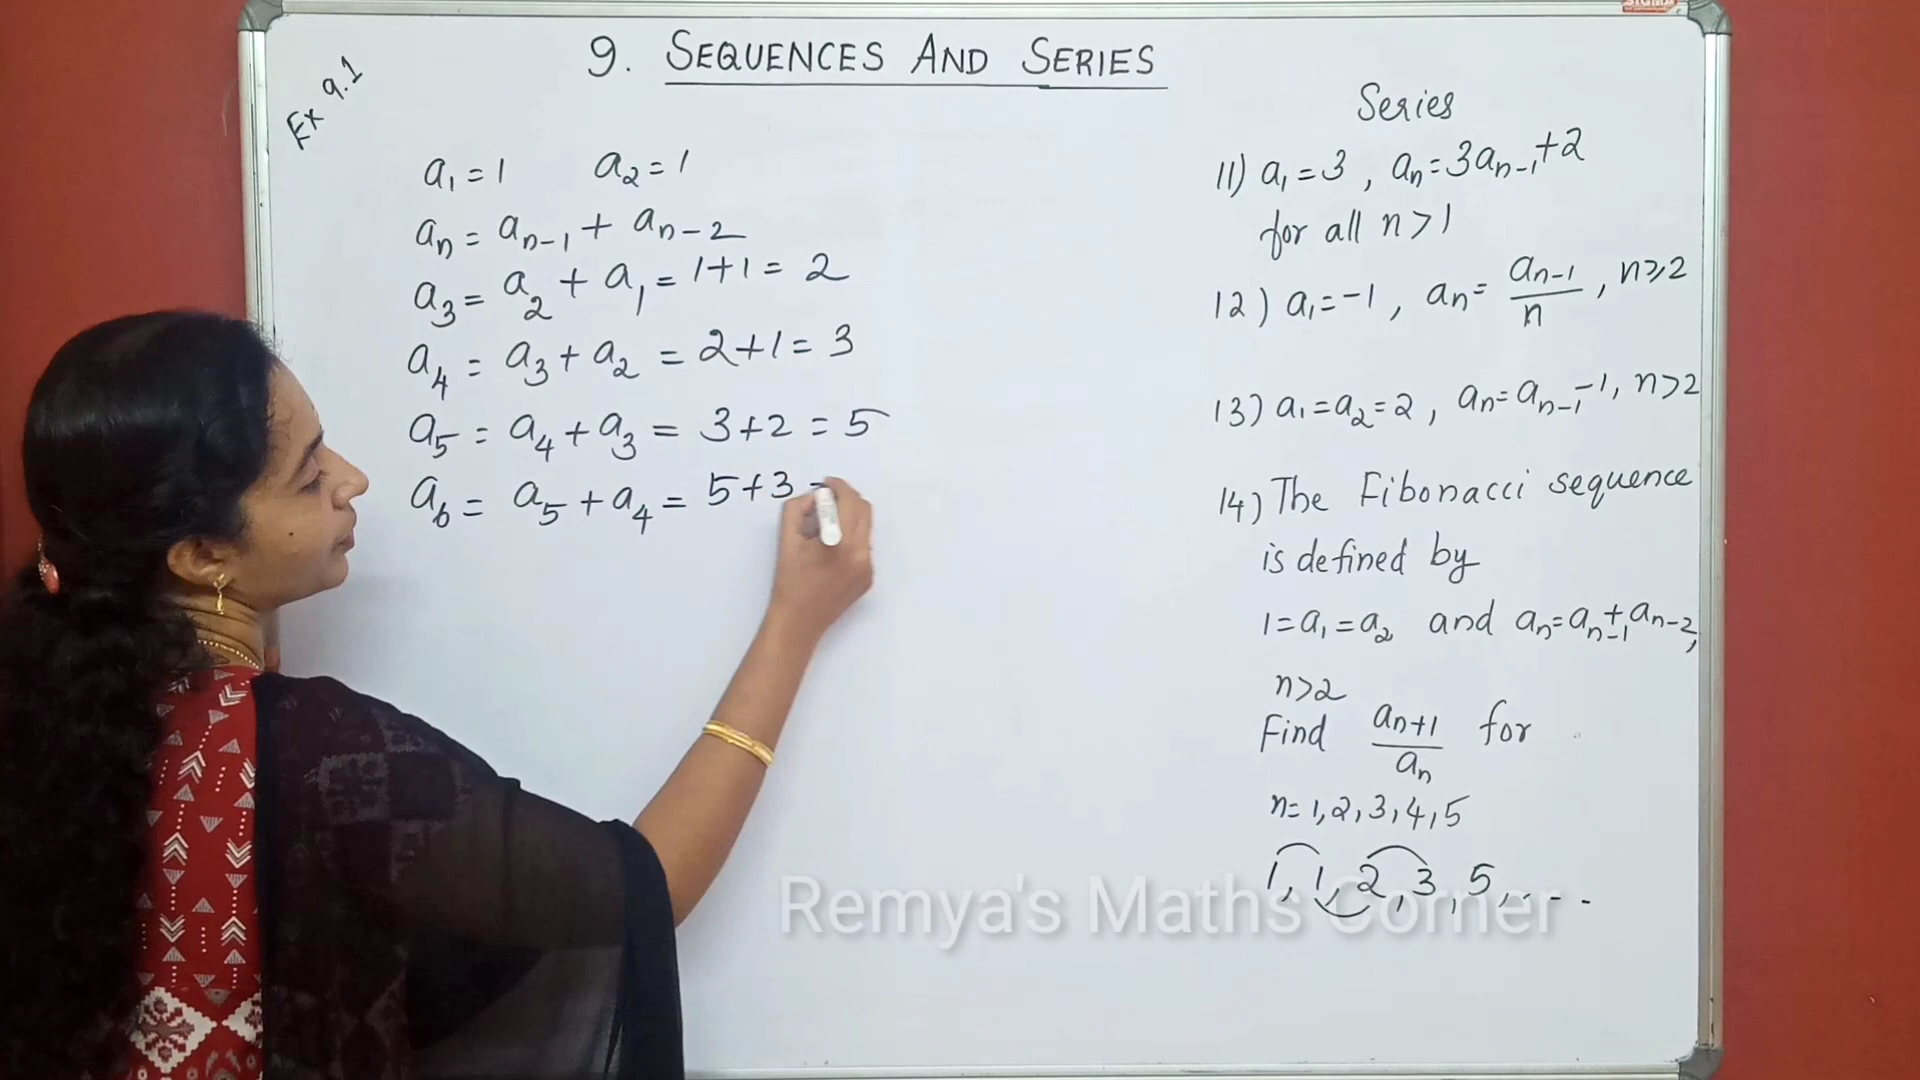 SIGMA
9. SEQUENCES AND SERIES
Ex 9.1
a₁ = 1 a₂ = 1
aₙ = aₙ₋₁ + aₙ₋₂
a₃ = a₂ + a₁ = 1+1 = 2
a₄ = a₃ + a₂ = 2+1 = 3
a₅ = a₄ + a₃ = 3+2 = 5
a₆ = a₅ + a₄ = 5+3 =
Series
11) a₁ = 3 , aₙ = 3aₙ₋₁ + 2
for all n > 1
12) a₁ = -1 , aₙ = aₙ₋₁/n , n ≥ 2
13) a₁ = a₂ = 2 , aₙ = aₙ₋₁ - 1, n > 2
14) The Fibonacci sequence
is defined by
1 = a₁ = a₂ and aₙ = aₙ₋₁ + aₙ₋₂,
n > 2
Find aₙ₊₁/aₙ for
n = 1, 2, 3, 4, 5
1, 1, 2, 3, 5, ....
Remya's Maths Corner